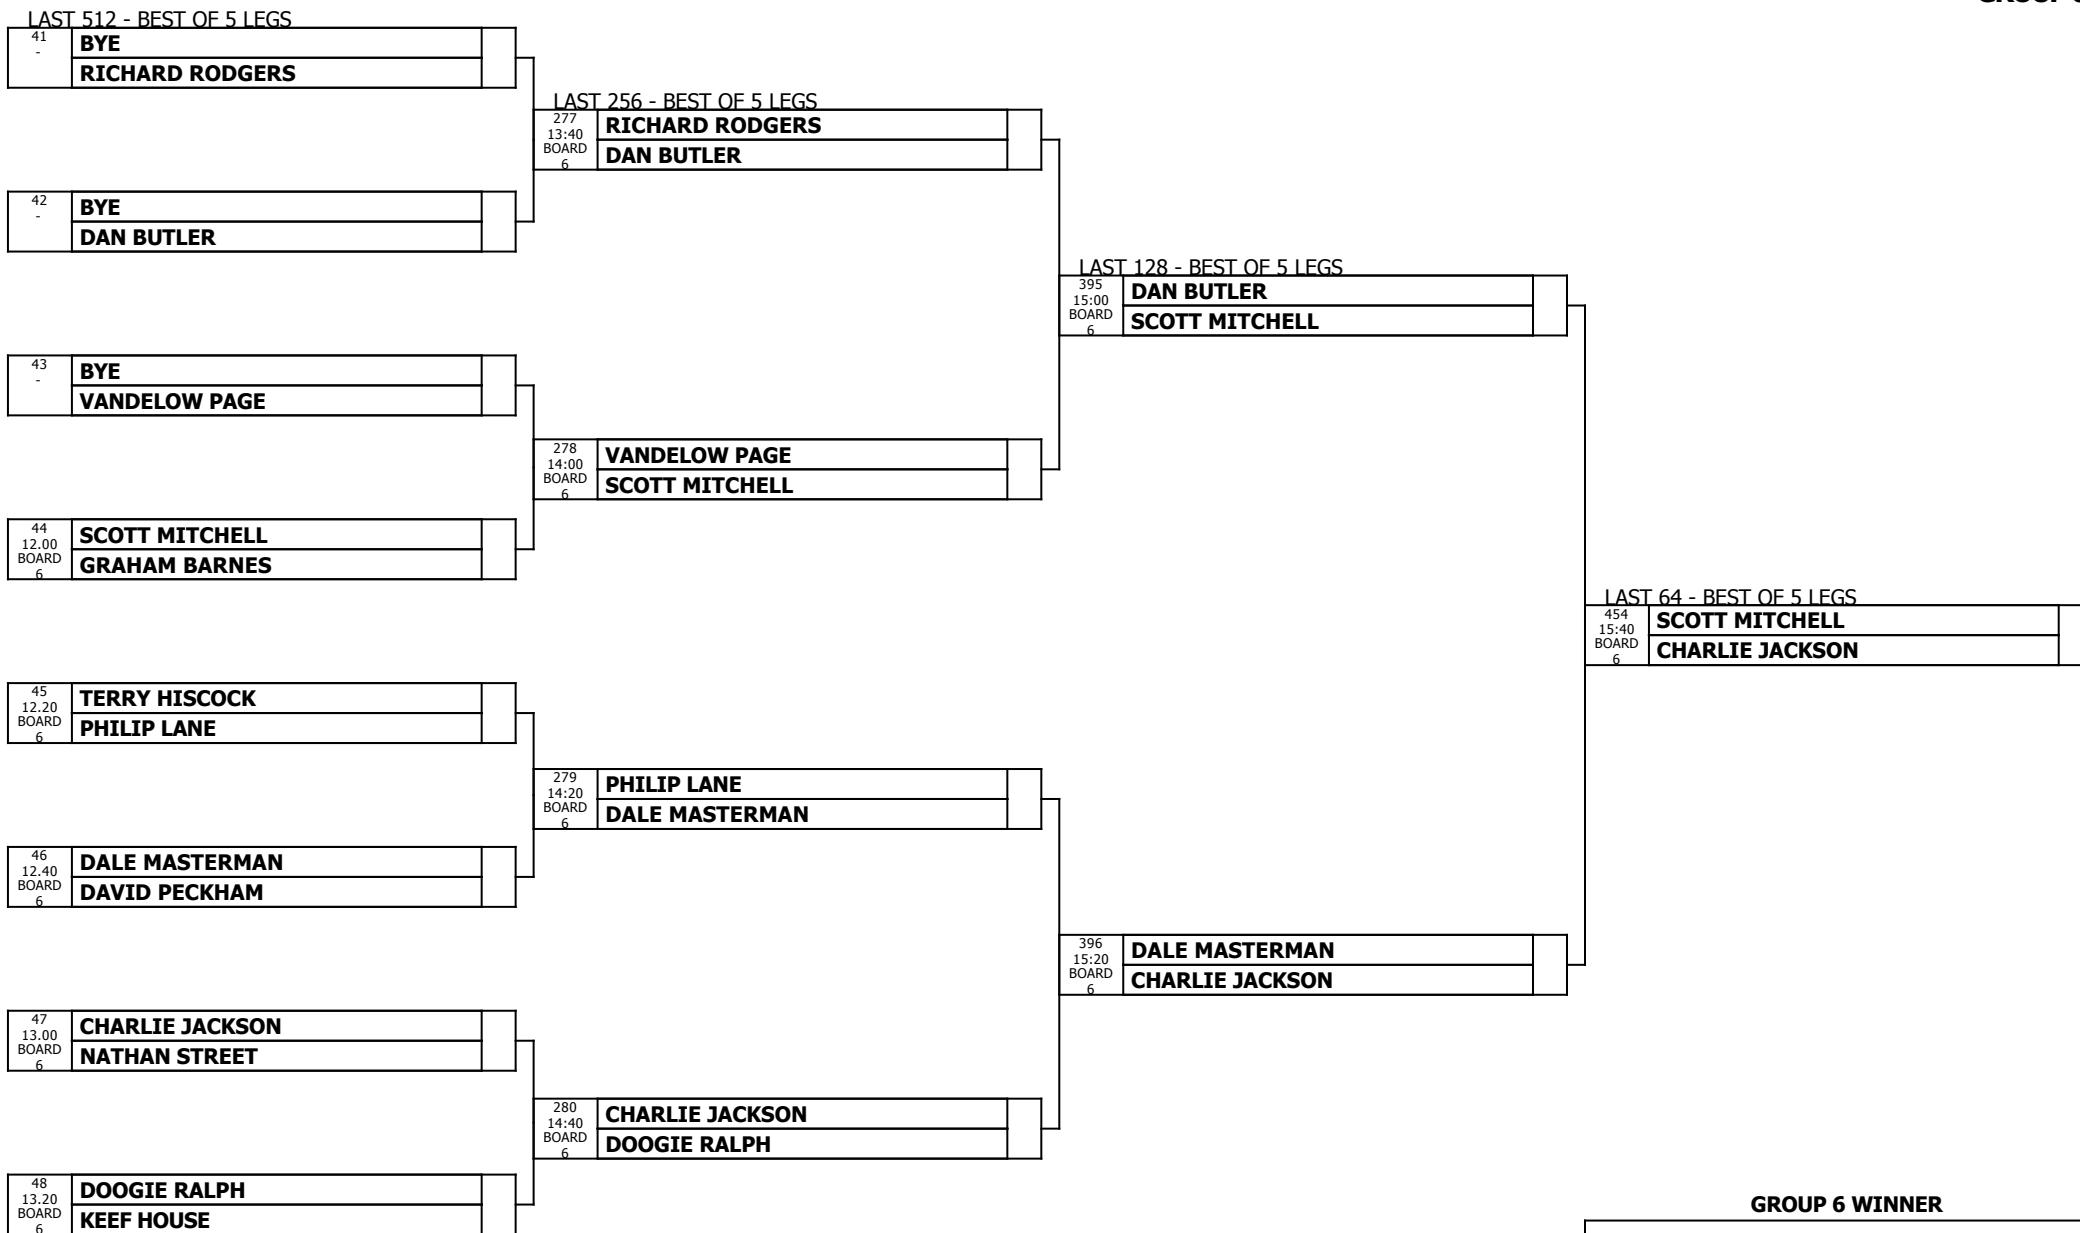 GROUP 6
LAST 512 - BEST OF 5 LEGS
41
-
BYE
RICHARD RODGERS
42
-
BYE
DAN BUTLER
43
-
BYE
VANDELOW PAGE
44
12.00
BOARD
6
SCOTT MITCHELL
GRAHAM BARNES
45
12.20
BOARD
6
TERRY HISCOCK
PHILIP LANE
46
12.40
BOARD
6
DALE MASTERMAN
DAVID PECKHAM
47
13.00
BOARD
6
CHARLIE JACKSON
NATHAN STREET
48
13.20
BOARD
6
DOOGIE RALPH
KEEF HOUSE
LAST 256 - BEST OF 5 LEGS
277
13:40
BOARD
6
RICHARD RODGERS
DAN BUTLER
278
14:00
BOARD
6
VANDELOW PAGE
SCOTT MITCHELL
279
14:20
BOARD
6
PHILIP LANE
DALE MASTERMAN
280
14:40
BOARD
6
CHARLIE JACKSON
DOOGIE RALPH
LAST 128 - BEST OF 5 LEGS
395
15:00
BOARD
6
DAN BUTLER
SCOTT MITCHELL
396
15:20
BOARD
6
DALE MASTERMAN
CHARLIE JACKSON
LAST 64 - BEST OF 5 LEGS
454
15:40
BOARD
6
SCOTT MITCHELL
CHARLIE JACKSON
GROUP 6 WINNER